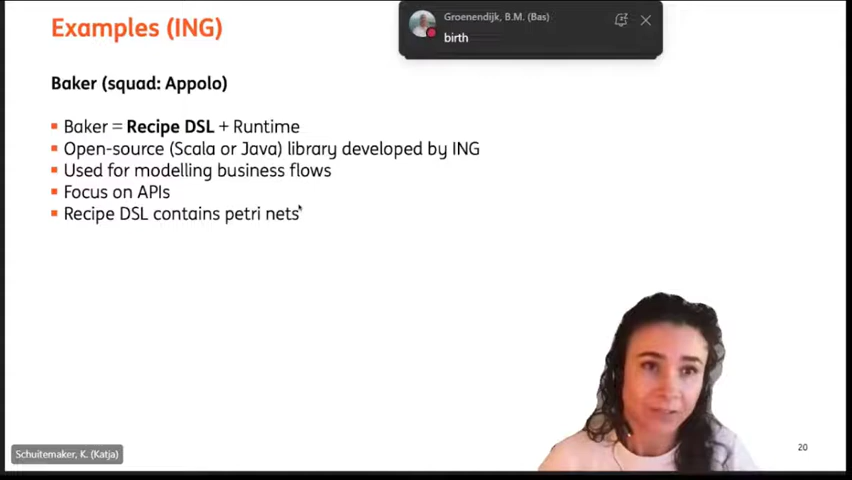 Examples (ING)
Groenendijk, B.M. (Bas)
birth
Baker (squad: Appolo)
Baker = Recipe DSL + Runtime
Open-source (Scala or Java) library developed by ING
Used for modelling business flows
Focus on APIs
Recipe DSL contains petri nets
Schuitemaker, K. (Katja)
20